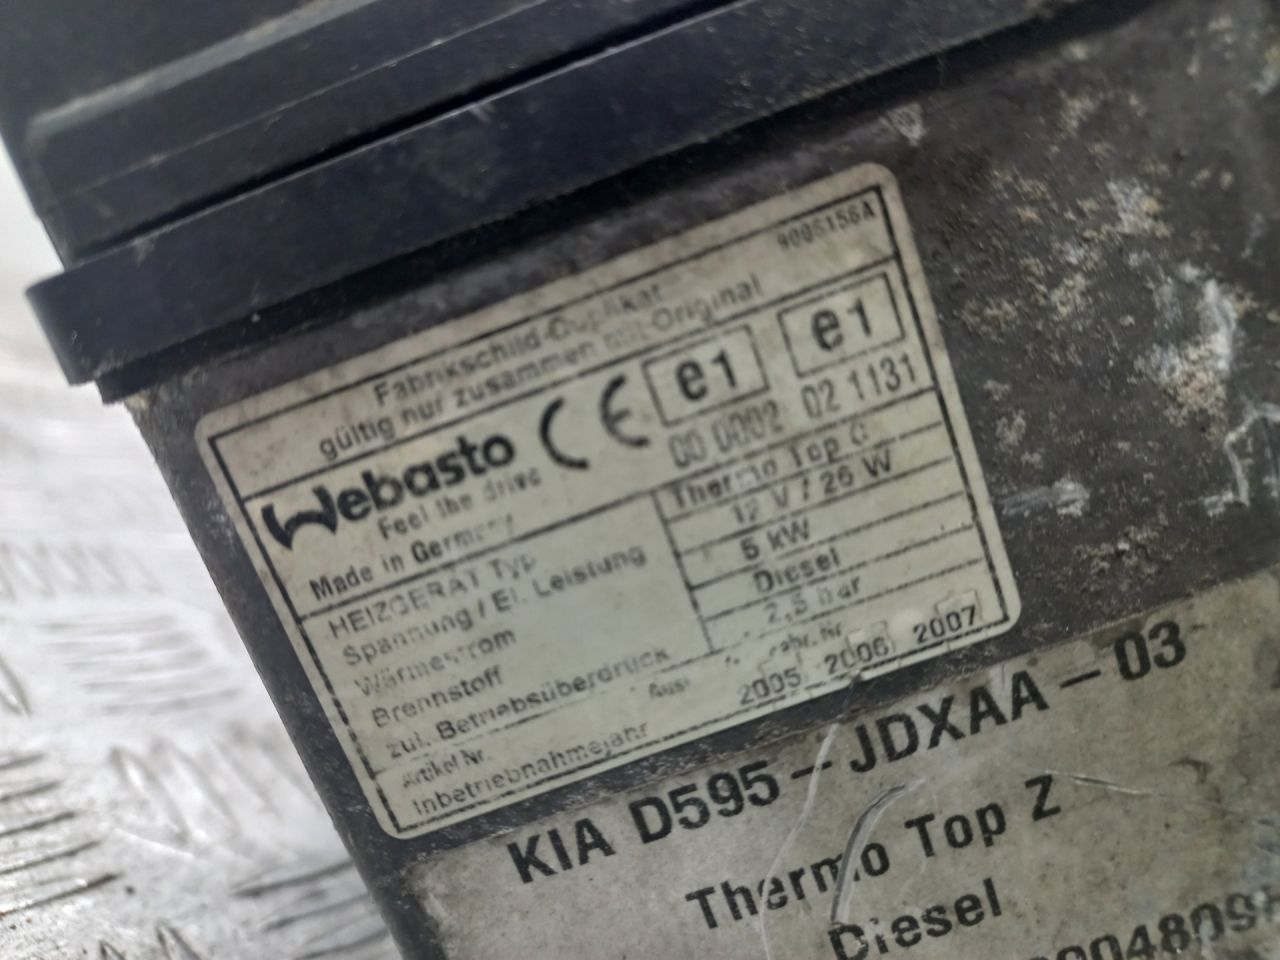 9006156A
Fabrikschild-Duplikat
gültig nur zusammen mit Original
Webasto CE e1 e1
Feel the drive 00 0002 02 1131
Made in Germany
HEIZGERÄT Typ Thermo Top C
Spannung / El. Leistung 12 V / 26 W
Wärmestrom 5 kW
Brennstoff Diesel
zul. Betriebsüberdruck 2,5 bar
Artikel Nr.
Inbetriebnahmejahr 2005 2006 2007
KIA D595-JDXAA-03
Thermo Top Z
Diesel